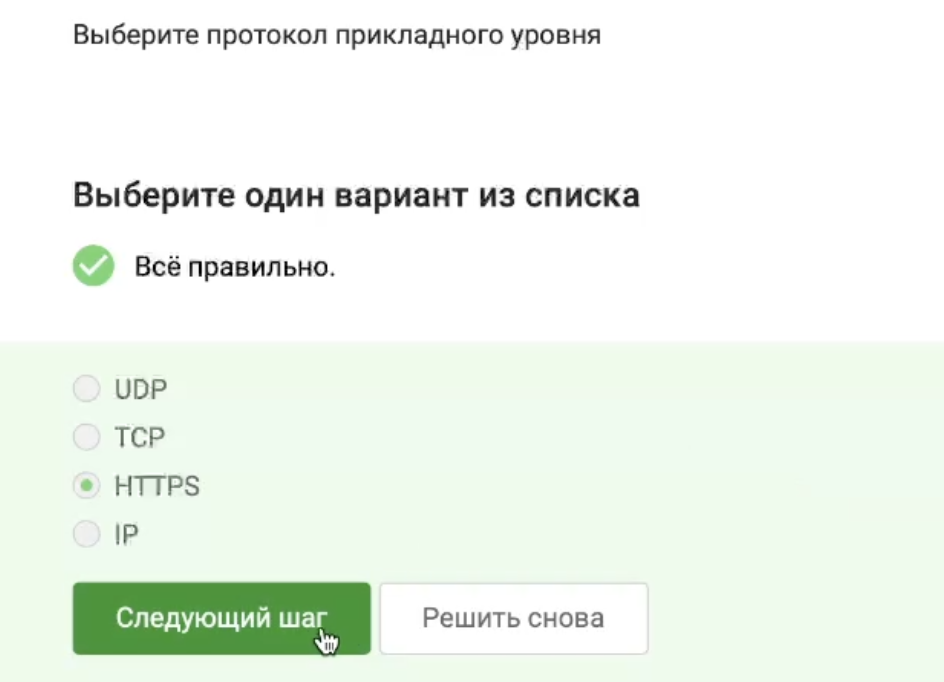 Выберите протокол прикладного уровня
Выберите один вариант из списка
Всё правильно.
UDP
TCP
HTTPS
IP
Следующий шаг
Решить снова